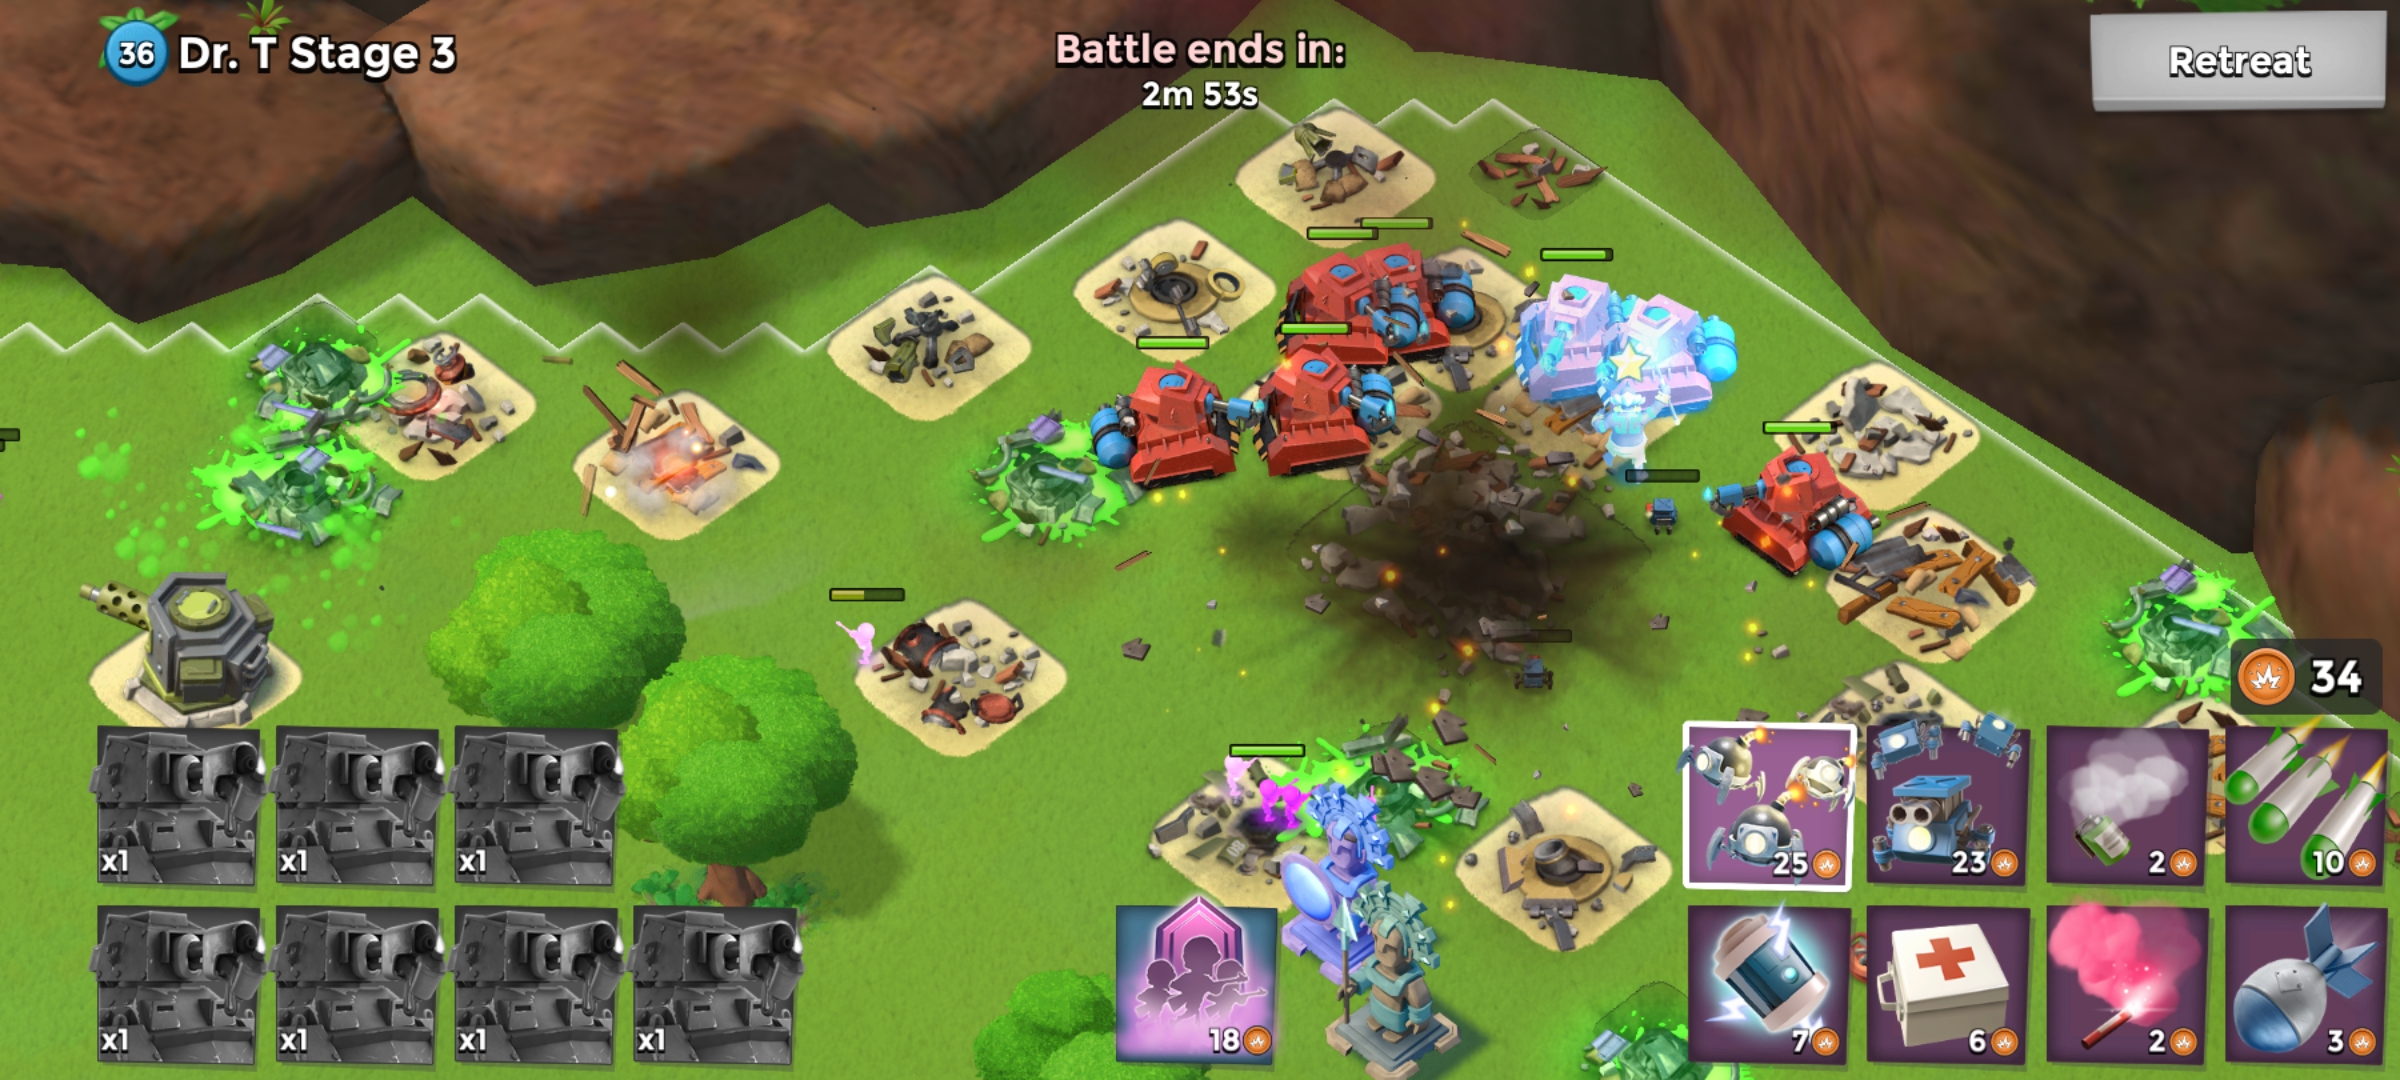 36 Dr. T Stage 3
Battle ends in:
2m 53s
Retreat
34
x1 x1 x1
25 23 2 10
x1 x1 x1 x1
18
7 6 2 3